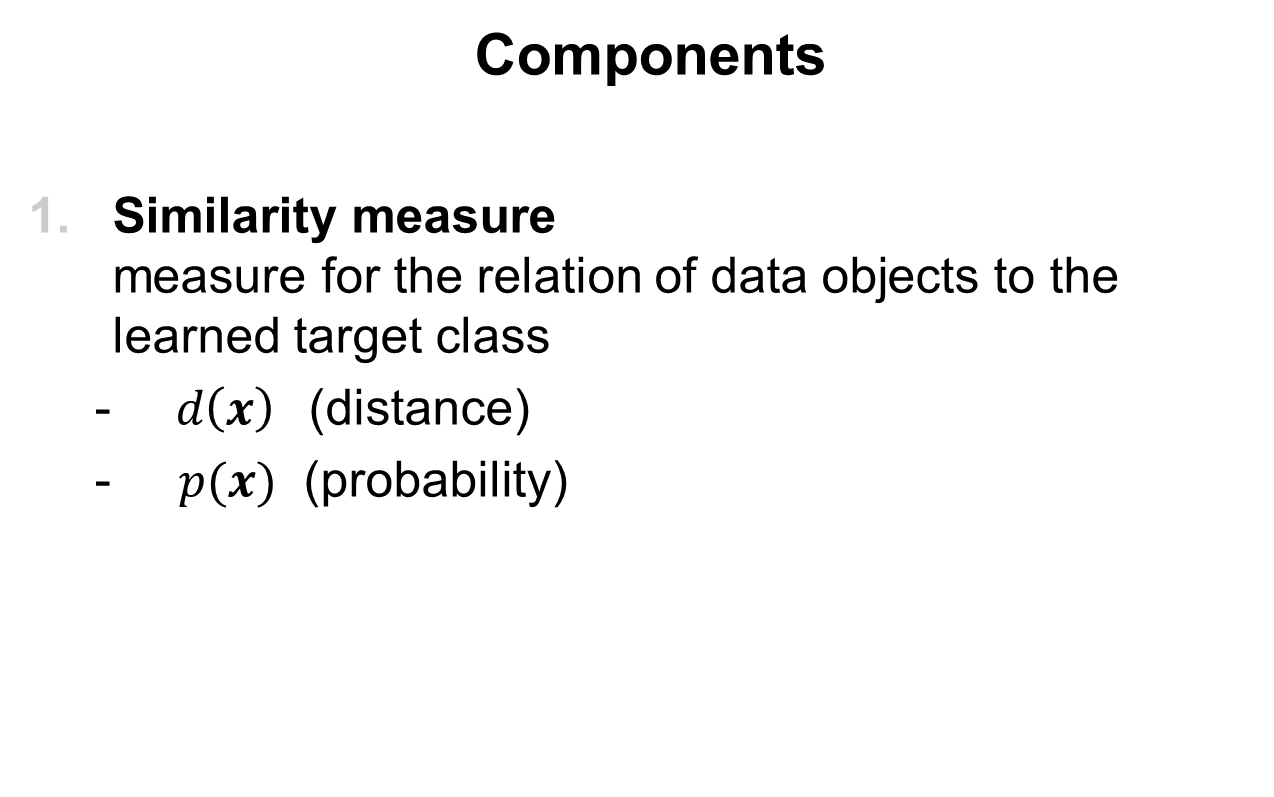 Components
1. Similarity measure
measure for the relation of data objects to the
learned target class
- d(x) (distance)
- p(x) (probability)